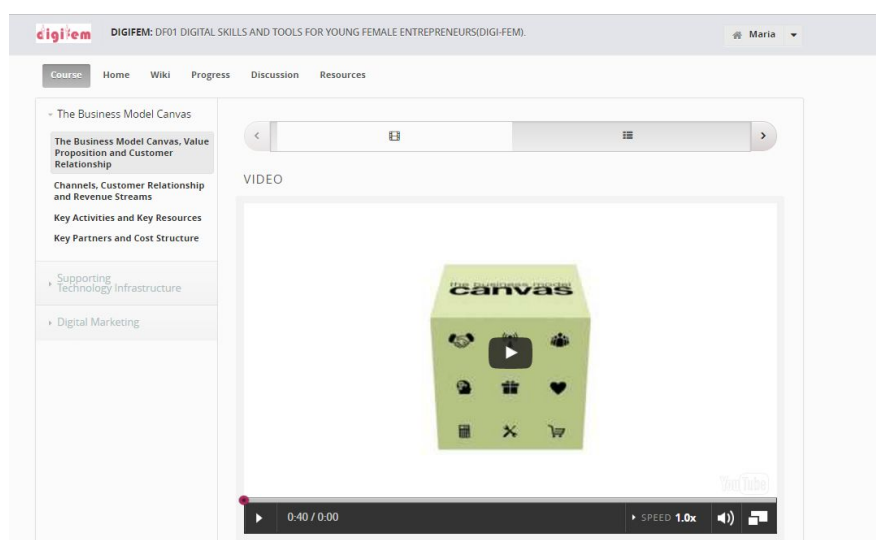 digifem DIGIFEM: DF01 DIGITAL SKILLS AND TOOLS FOR YOUNG FEMALE ENTREPRENEURS(DIGI-FEM). Maria
Course Home Wiki Progress Discussion Resources
The Business Model Canvas
The Business Model Canvas, Value
Proposition and Customer
Relationship
Channels, Customer Relationship
and Revenue Streams
Key Activities and Key Resources
Key Partners and Cost Structure
Supporting
Technology Infrastructure
Digital Marketing
VIDEO
the business model
canvas
YouTube
0:40 / 0:00
SPEED 1.0x